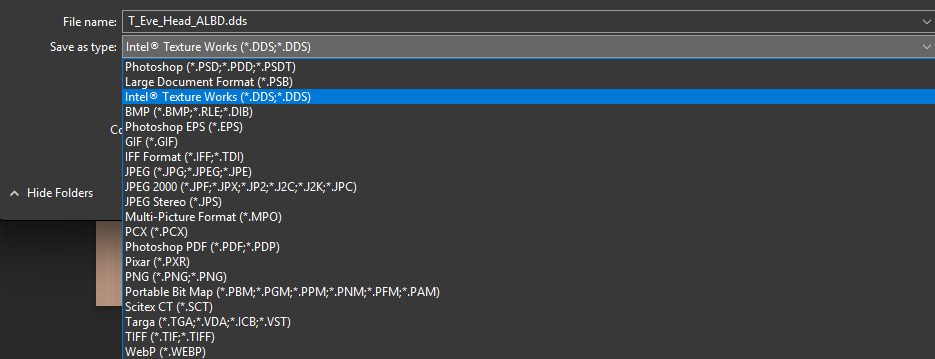 File name: T_Eve_Head_ALBD.dds
Save as type: Intel® Texture Works (*.DDS;*.DDS)
Photoshop (*.PSD;*.PDD;*.PSDT)
Large Document Format (*.PSB)
Intel® Texture Works (*.DDS;*.DDS)
BMP (*.BMP;*.RLE;*.DIB)
Photoshop EPS (*.EPS)
Co
GIF (*.GIF)
IFF Format (*.IFF;*.TDI)
JPEG (*.JPG;*.JPEG;*.JPE)
JPEG 2000 (*.JPF;*.JPX;*.JP2;*.J2C;*.J2K;*.JPC)
Hide Folders
JPEG Stereo (*.JPS)
Multi-Picture Format (*.MPO)
PCX (*.PCX)
Photoshop PDF (*.PDF;*.PDP)
Pixar (*.PXR)
PNG (*.PNG;*.PNG)
Portable Bit Map (*.PBM;*.PGM;*.PPM;*.PNM;*.PFM;*.PAM)
Scitex CT (*.SCT)
Targa (*.TGA;*.VDA;*.ICB;*.VST)
TIFF (*.TIF;*.TIFF)
WebP (*.WEBP)